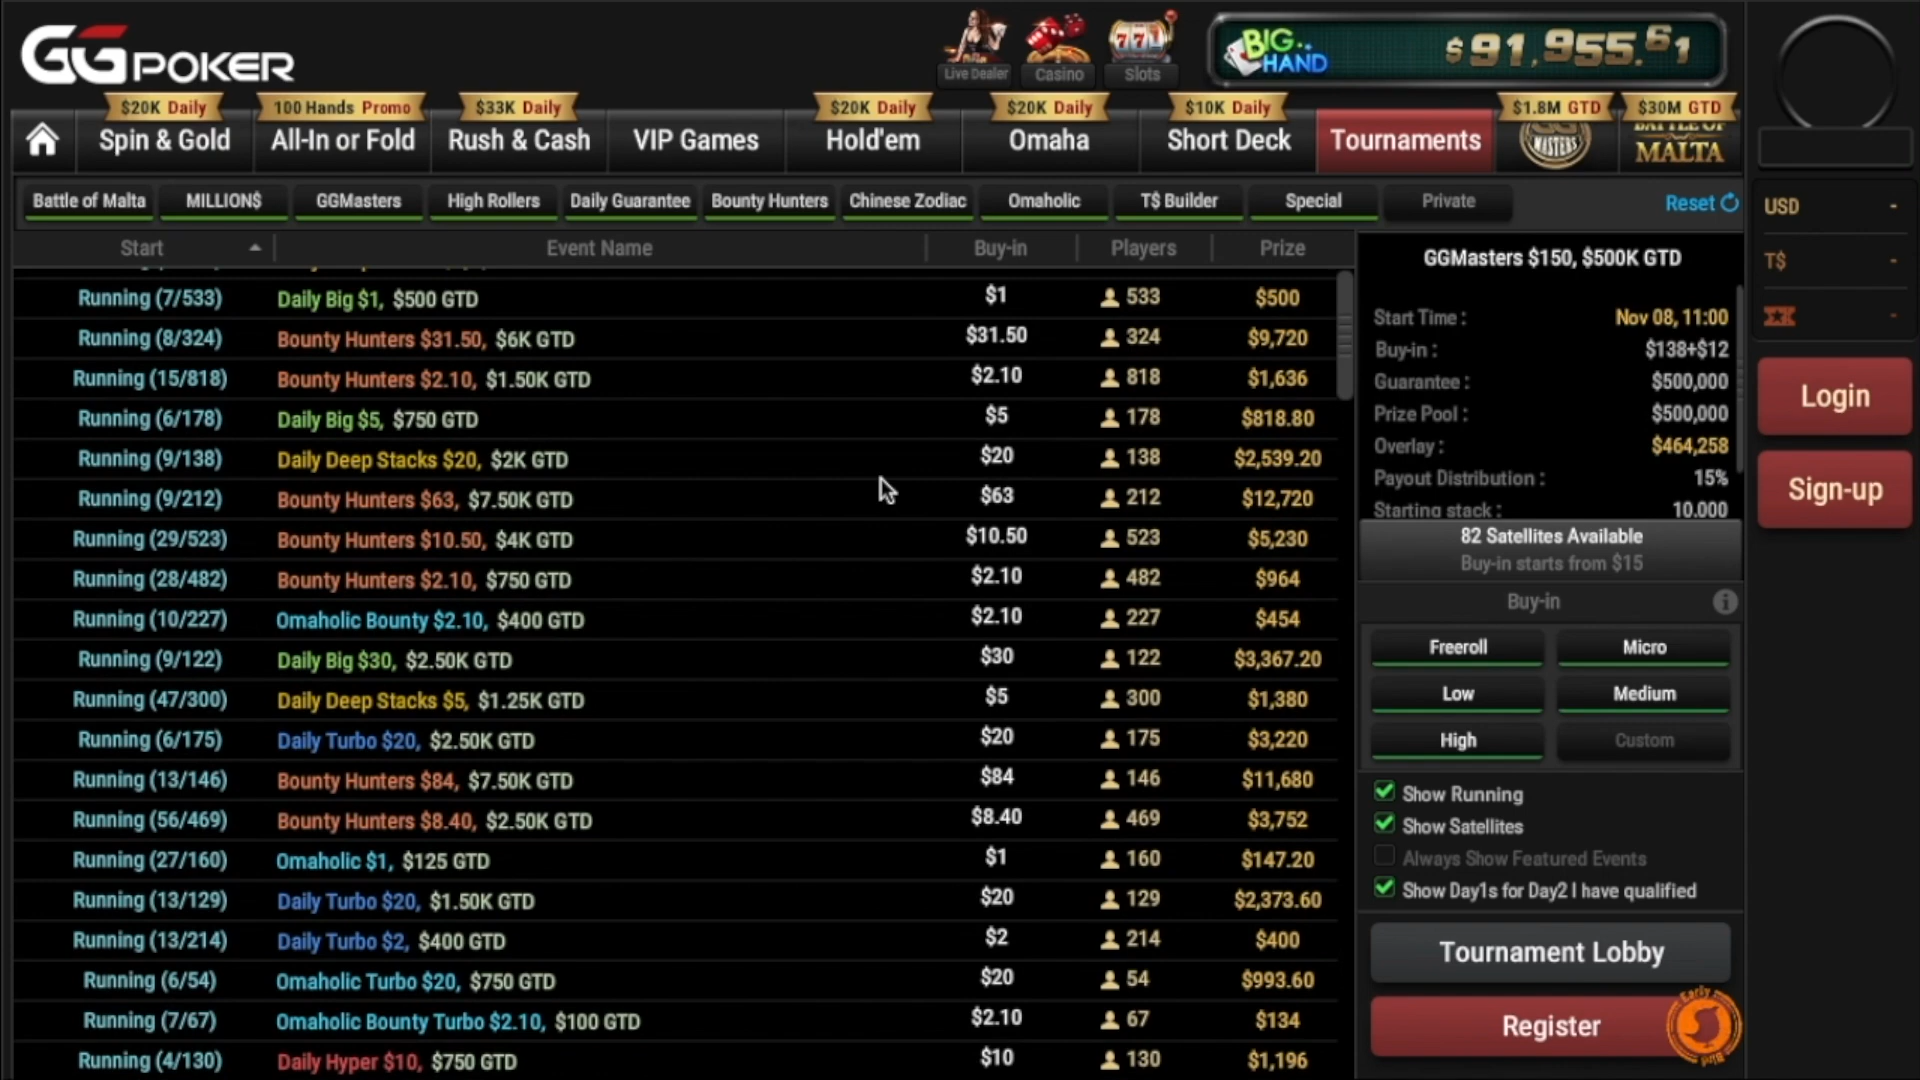 GGPOKER
Live Dealer
Casino
Slots
777
BIG HAND
$91,955.61
$20K Daily
Spin & Gold
100 Hands Promo
All-In or Fold
$33K Daily
Rush & Cash
VIP Games
$20K Daily
Hold'em
$20K Daily
Omaha
$10K Daily
Short Deck
Tournaments
$1.8M GTD
GG MASTERS
$30M GTD
BATTLE OF MALTA
Battle of Malta MILLION$ GGMasters High Rollers Daily Guarantee Bounty Hunters Chinese Zodiac Omaholic T$ Builder Special Private Reset
Start Event Name Buy-in Players Prize
Running (7/533) Daily Big $1, $500 GTD $1 533 $500
Running (8/324) Bounty Hunters $31.50, $6K GTD $31.50 324 $9,720
Running (15/818) Bounty Hunters $2.10, $1.50K GTD $2.10 818 $1,636
Running (6/178) Daily Big $5, $750 GTD $5 178 $818.80
Running (9/138) Daily Deep Stacks $20, $2K GTD $20 138 $2,539.20
Running (9/212) Bounty Hunters $63, $7.50K GTD $63 212 $12,720
Running (29/523) Bounty Hunters $10.50, $4K GTD $10.50 523 $5,230
Running (28/482) Bounty Hunters $2.10, $750 GTD $2.10 482 $964
Running (10/227) Omaholic Bounty $2.10, $400 GTD $2.10 227 $454
Running (9/122) Daily Big $30, $2.50K GTD $30 122 $3,367.20
Running (47/300) Daily Deep Stacks $5, $1.25K GTD $5 300 $1,380
Running (6/175) Daily Turbo $20, $2.50K GTD $20 175 $3,220
Running (13/146) Bounty Hunters $84, $7.50K GTD $84 146 $11,680
Running (56/469) Bounty Hunters $8.40, $2.50K GTD $8.40 469 $3,752
Running (27/160) Omaholic $1, $125 GTD $1 160 $147.20
Running (13/129) Daily Turbo $20, $1.50K GTD $20 129 $2,373.60
Running (13/214) Daily Turbo $2, $400 GTD $2 214 $400
Running (6/54) Omaholic Turbo $20, $750 GTD $20 54 $993.60
Running (7/67) Omaholic Bounty Turbo $2.10, $100 GTD $2.10 67 $134
Running (4/130) Daily Hyper $10, $750 GTD $10 130 $1,196
GGMasters $150, $500K GTD
Start Time : Nov 08, 11:00
Buy-in : $138+$12
Guarantee : $500,000
Prize Pool : $500,000
Overlay : $464,258
Payout Distribution : 15%
Starting stack : 10,000
82 Satellites Available
Buy-in starts from $15
Buy-in
Freeroll Micro
Low Medium
High Custom
Show Running
Show Satellites
Always Show Featured Events
Show Day1s for Day2 I have qualified
Tournament Lobby
Register
Early Bird
USD -
T$ -
-
Login
Sign-up